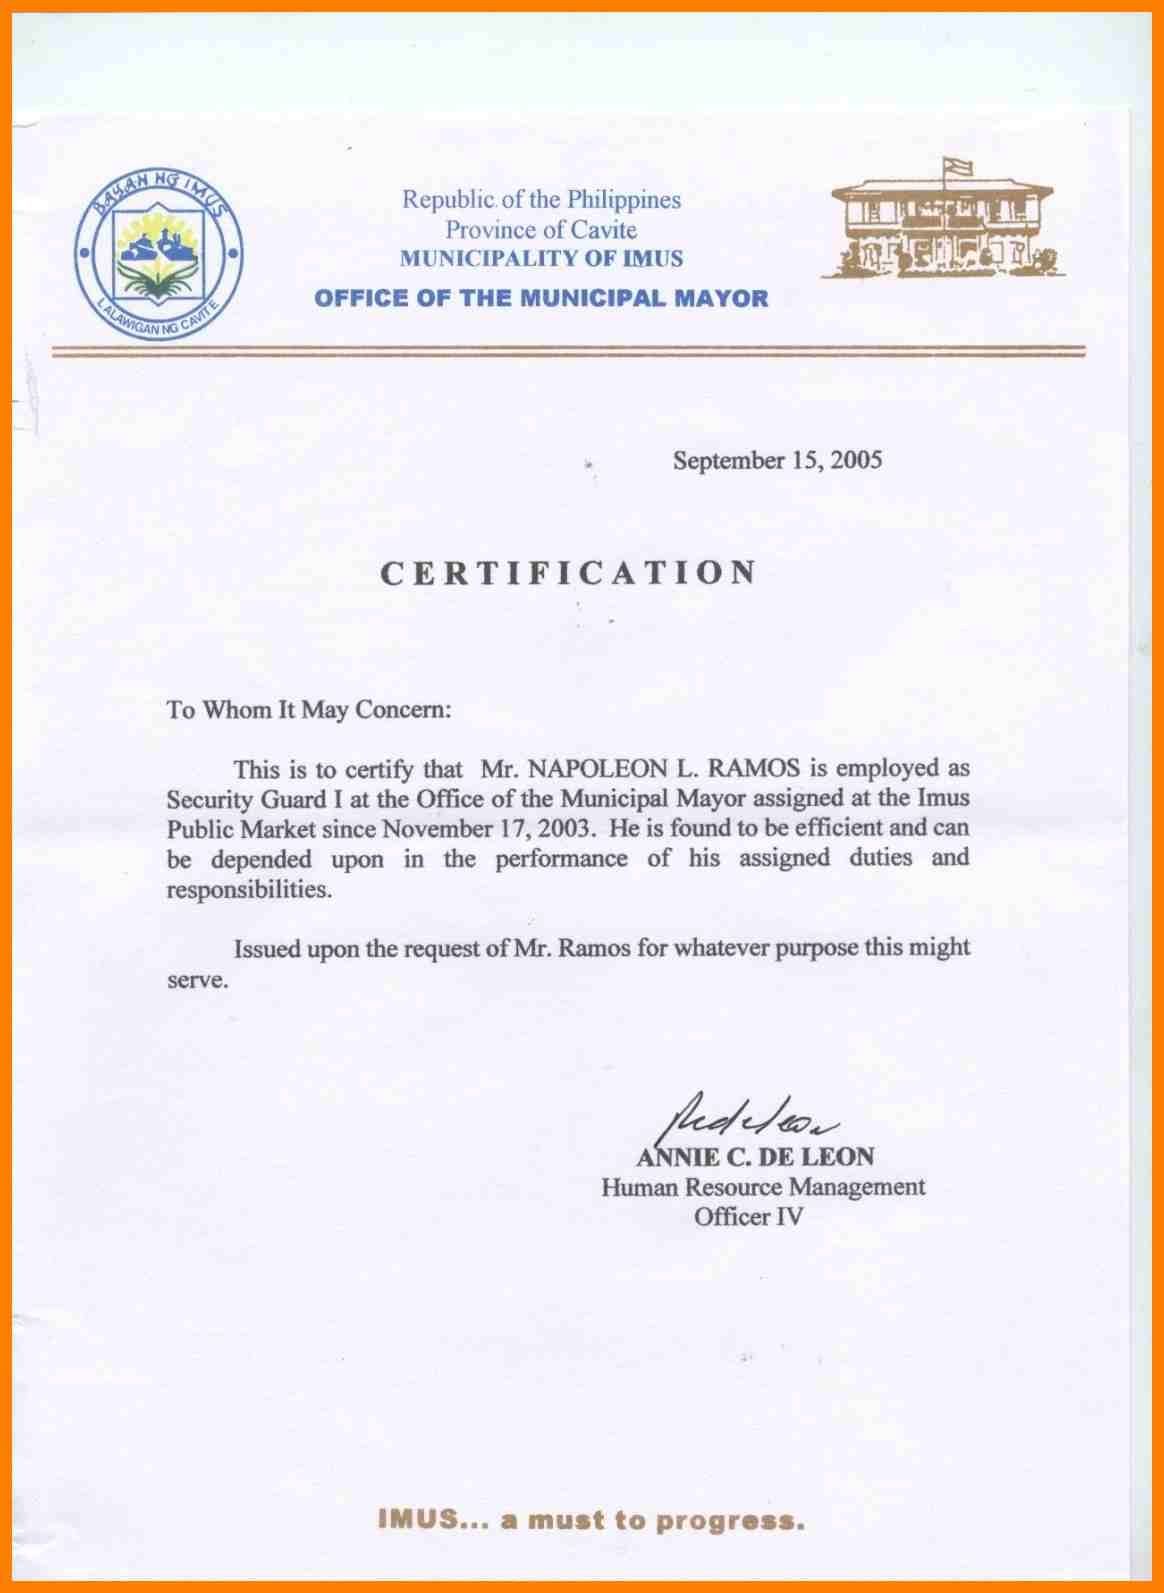 BAYAN NG IMUS
LALAWIGAN NG CAVITE
Republic of the Philippines
Province of Cavite
MUNICIPALITY OF IMUS
OFFICE OF THE MUNICIPAL MAYOR
September 15, 2005
CERTIFICATION
To Whom It May Concern:
This is to certify that Mr. NAPOLEON L. RAMOS is employed as
Security Guard I at the Office of the Municipal Mayor assigned at the Imus
Public Market since November 17, 2003. He is found to be efficient and can
be depended upon in the performance of his assigned duties and
responsibilities.
Issued upon the request of Mr. Ramos for whatever purpose this might
serve.
ANNIE C. DE LEON
Human Resource Management
Officer IV
IMUS... a must to progress.